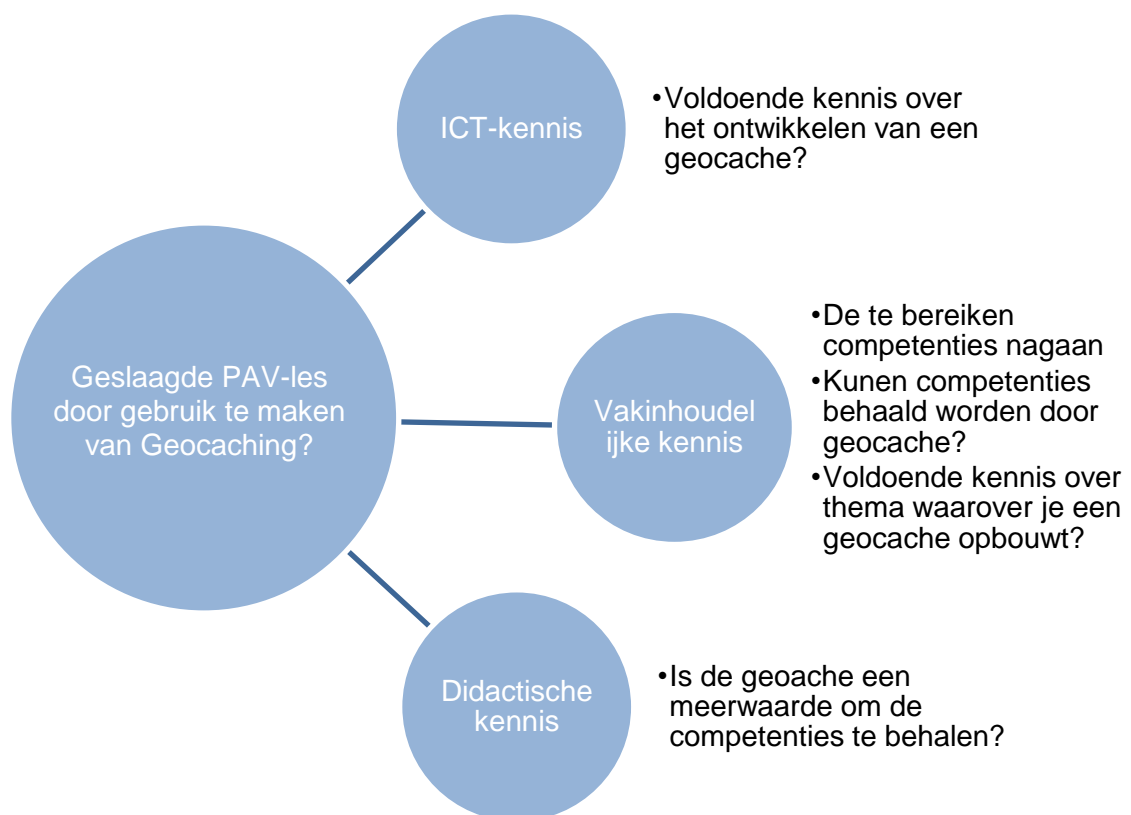 ICT-kennis
•Voldoende kennis over
het ontwikkelen van een
geocache?
Geslaagde PAV-les
door gebruik te maken
van Geocaching?
Vakinhoudel
ijke kennis
•De te bereiken
competenties nagaan
•Kunen competenties
behaald worden door
geocache?
•Voldoende kennis over
thema waarover je een
geocache opbouwt?
Didactische
kennis
•Is de geoache een
meerwaarde om de
competenties te behalen?